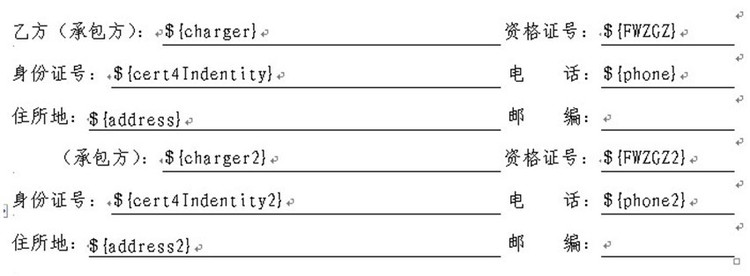 乙方（承包方）：${charger} 资格证号：${FWZGZ}
身份证号：${cert4Indentity} 电 话：${phone}
住所地：${address} 邮 编：
（承包方）：${charger2} 资格证号：${FWZGZ2}
身份证号：${cert4Indentity2} 电 话：${phone2}
住所地：${address2} 邮 编：